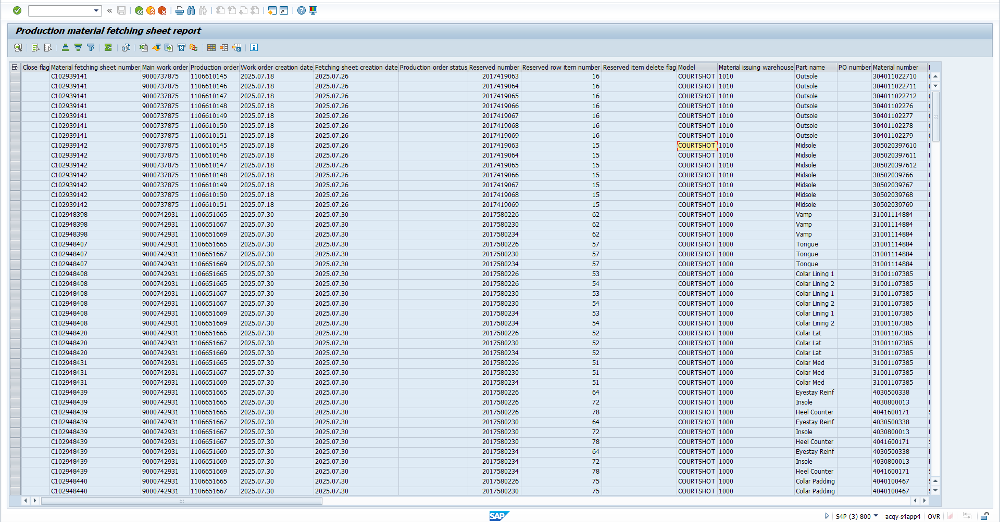 Production material fetching sheet report
Close flag Material fetching sheet number Main work order Production order Work order creation date Fetching sheet creation date Production order status Reserved number Reserved row item number Reserved item delete flag Model Material issuing warehouse Part name PO number Material number
C102939141 9000737875 1106610145 2025.07.18 2025.07.26 2017419063 16 COURTSHOT 1010 Outsole 304011022710
C102939141 9000737875 1106610146 2025.07.18 2025.07.26 2017419064 16 COURTSHOT 1010 Outsole 304011022711
C102939141 9000737875 1106610147 2025.07.18 2025.07.26 2017419065 16 COURTSHOT 1010 Outsole 304011022712
C102939141 9000737875 1106610148 2025.07.18 2025.07.26 2017419066 16 COURTSHOT 1010 Outsole 30401102276
C102939141 9000737875 1106610149 2025.07.18 2025.07.26 2017419067 16 COURTSHOT 1010 Outsole 30401102277
C102939141 9000737875 1106610150 2025.07.18 2025.07.26 2017419068 16 COURTSHOT 1010 Outsole 30401102278
C102939141 9000737875 1106610151 2025.07.18 2025.07.26 2017419069 16 COURTSHOT 1010 Outsole 30401102279
C102939142 9000737875 1106610145 2025.07.18 2025.07.26 2017419063 15 COURTSHOT 1010 Midsole 305020397610
C102939142 9000737875 1106610146 2025.07.18 2025.07.26 2017419064 15 COURTSHOT 1010 Midsole 305020397611
C102939142 9000737875 1106610147 2025.07.18 2025.07.26 2017419065 15 COURTSHOT 1010 Midsole 305020397612
C102939142 9000737875 1106610148 2025.07.18 2025.07.26 2017419066 15 COURTSHOT 1010 Midsole 30502039766
C102939142 9000737875 1106610149 2025.07.18 2025.07.26 2017419067 15 COURTSHOT 1010 Midsole 30502039767
C102939142 9000737875 1106610150 2025.07.18 2025.07.26 2017419068 15 COURTSHOT 1010 Midsole 30502039768
C102939142 9000737875 1106610151 2025.07.18 2025.07.26 2017419069 15 COURTSHOT 1010 Midsole 30502039769
C102948398 9000742931 1106651665 2025.07.30 2025.07.30 2017580226 62 COURTSHOT 1000 Vamp 31001114884
C102948398 9000742931 1106651667 2025.07.30 2025.07.30 2017580230 62 COURTSHOT 1000 Vamp 31001114884
C102948398 9000742931 1106651669 2025.07.30 2025.07.30 2017580234 62 COURTSHOT 1000 Vamp 31001114884
C102948407 9000742931 1106651665 2025.07.30 2025.07.30 2017580226 57 COURTSHOT 1000 Tongue 31001114884
C102948407 9000742931 1106651667 2025.07.30 2025.07.30 2017580230 57 COURTSHOT 1000 Tongue 31001114884
C102948407 9000742931 1106651669 2025.07.30 2025.07.30 2017580234 57 COURTSHOT 1000 Tongue 31001114884
C102948408 9000742931 1106651665 2025.07.30 2025.07.30 2017580226 53 COURTSHOT 1000 Collar Lining 1 31001107385
C102948408 9000742931 1106651665 2025.07.30 2025.07.30 2017580226 54 COURTSHOT 1000 Collar Lining 2 31001107385
C102948408 9000742931 1106651667 2025.07.30 2025.07.30 2017580230 53 COURTSHOT 1000 Collar Lining 1 31001107385
C102948408 9000742931 1106651667 2025.07.30 2025.07.30 2017580230 54 COURTSHOT 1000 Collar Lining 2 31001107385
C102948408 9000742931 1106651669 2025.07.30 2025.07.30 2017580234 53 COURTSHOT 1000 Collar Lining 1 31001107385
C102948408 9000742931 1106651669 2025.07.30 2025.07.30 2017580234 54 COURTSHOT 1000 Collar Lining 2 31001107385
C102948420 9000742931 1106651665 2025.07.30 2025.07.30 2017580226 52 COURTSHOT 1000 Collar Lat 31001107385
C102948420 9000742931 1106651667 2025.07.30 2025.07.30 2017580230 52 COURTSHOT 1000 Collar Lat 31001107385
C102948420 9000742931 1106651669 2025.07.30 2025.07.30 2017580234 52 COURTSHOT 1000 Collar Lat 31001107385
C102948431 9000742931 1106651665 2025.07.30 2025.07.30 2017580226 51 COURTSHOT 1000 Collar Med 31001107385
C102948431 9000742931 1106651667 2025.07.30 2025.07.30 2017580230 51 COURTSHOT 1000 Collar Med 31001107385
C102948431 9000742931 1106651669 2025.07.30 2025.07.30 2017580234 51 COURTSHOT 1000 Collar Med 31001107385
C102948439 9000742931 1106651665 2025.07.30 2025.07.30 2017580226 64 COURTSHOT 1000 Eyestay Reinf 4030500338
C102948439 9000742931 1106651665 2025.07.30 2025.07.30 2017580226 72 COURTSHOT 1000 Insole 4030800013
C102948439 9000742931 1106651665 2025.07.30 2025.07.30 2017580226 78 COURTSHOT 1000 Heel Counter 4041600171
C102948439 9000742931 1106651667 2025.07.30 2025.07.30 2017580230 64 COURTSHOT 1000 Eyestay Reinf 4030500338
C102948439 9000742931 1106651667 2025.07.30 2025.07.30 2017580230 72 COURTSHOT 1000 Insole 4030800013
C102948439 9000742931 1106651667 2025.07.30 2025.07.30 2017580230 78 COURTSHOT 1000 Heel Counter 4041600171
C102948439 9000742931 1106651669 2025.07.30 2025.07.30 2017580234 64 COURTSHOT 1000 Eyestay Reinf 4030500338
C102948439 9000742931 1106651669 2025.07.30 2025.07.30 2017580234 72 COURTSHOT 1000 Insole 4030800013
C102948439 9000742931 1106651669 2025.07.30 2025.07.30 2017580234 78 COURTSHOT 1000 Heel Counter 4041600171
C102948440 9000742931 1106651665 2025.07.30 2025.07.30 2017580226 75 COURTSHOT 1000 Collar Padding 4040100467
C102948440 9000742931 1106651667 2025.07.30 2025.07.30 2017580230 75 COURTSHOT 1000 Collar Padding 4040100467
SAP S4P (3) 800 acqy-s4app4 OVR